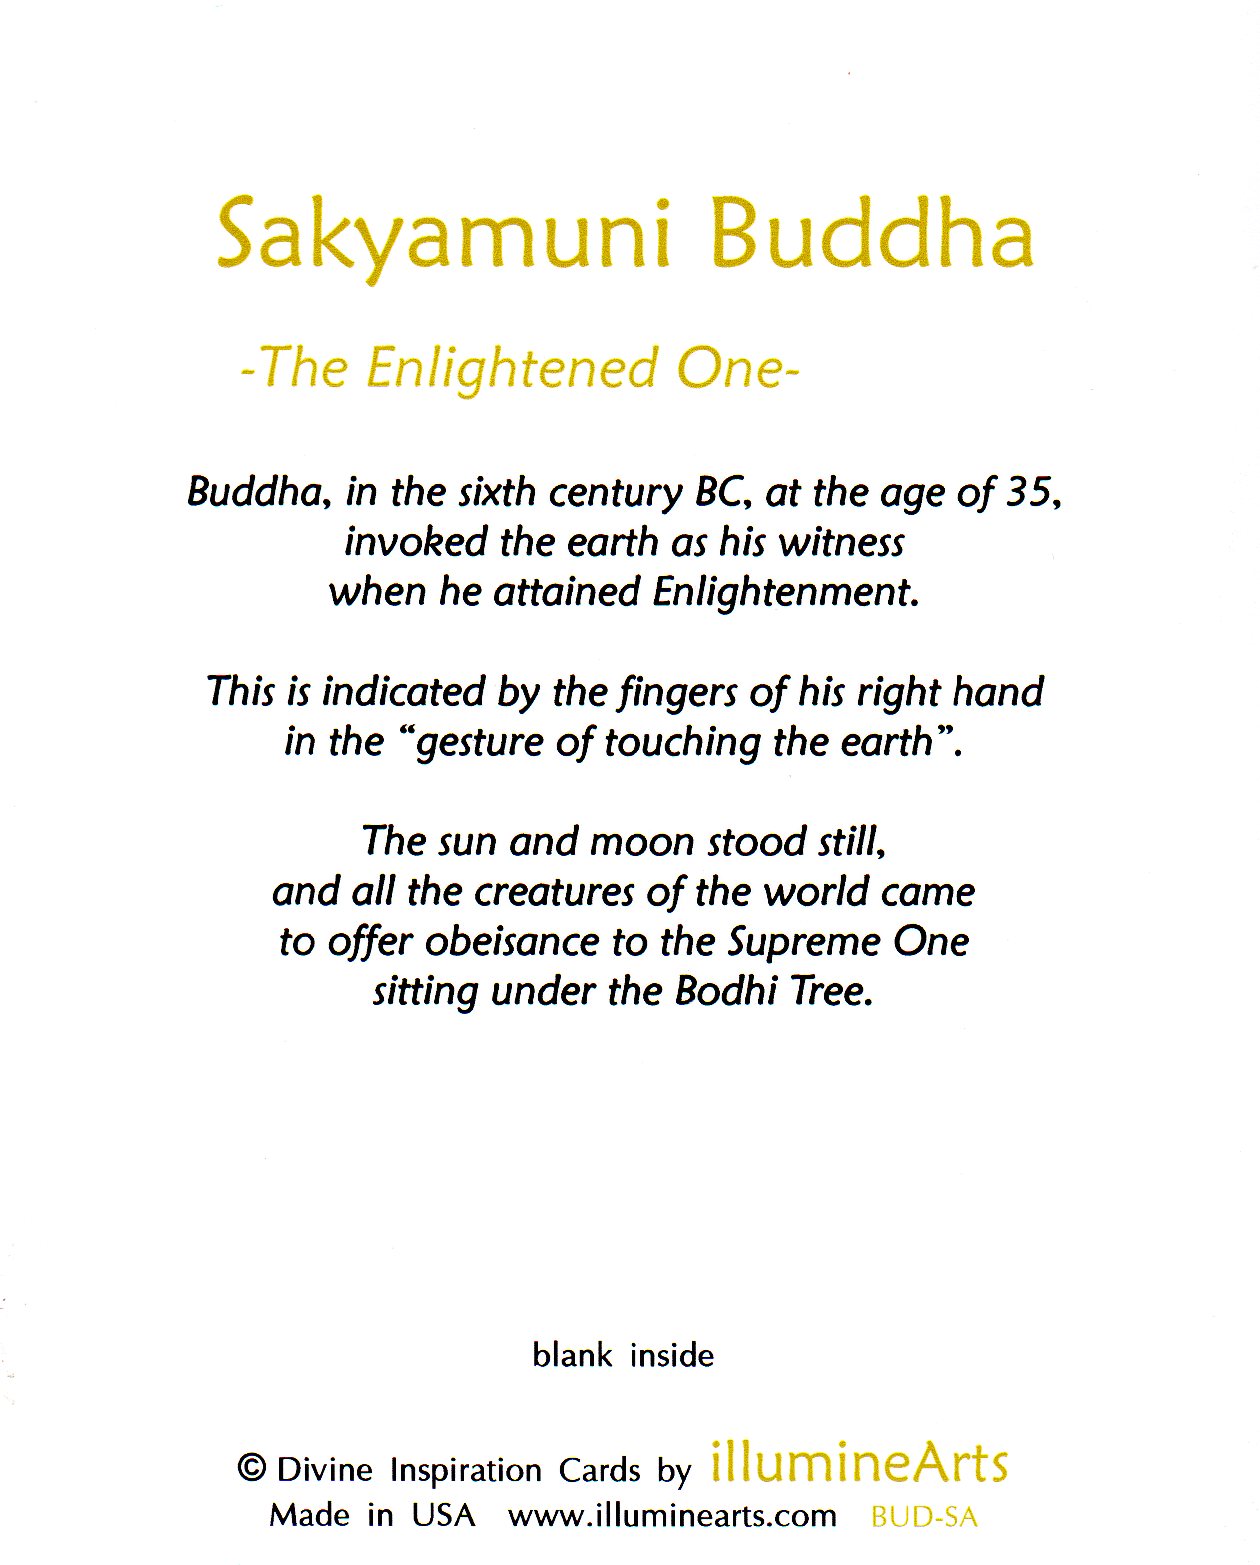 Sakyamuni Buddha
-The Enlightened One-
Buddha, in the sixth century BC, at the age of 35,
invoked the earth as his witness
when he attained Enlightenment.
This is indicated by the fingers of his right hand
in the “gesture of touching the earth”.
The sun and moon stood still,
and all the creatures of the world came
to offer obeisance to the Supreme One
sitting under the Bodhi Tree.
blank inside
© Divine Inspiration Cards by illumineArts
Made in USA www.illuminearts.com BUD-SA